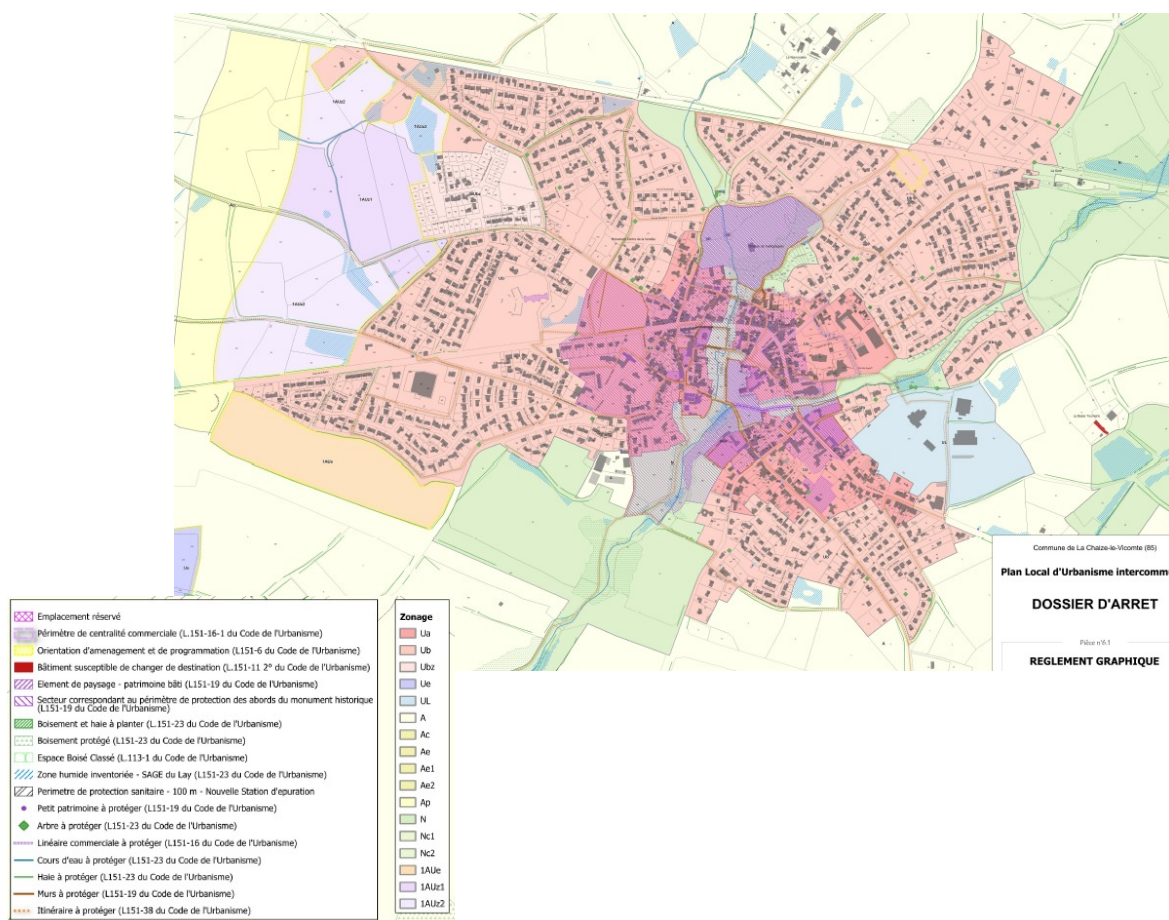 1AUz2
1AUz2
1AUz1
1AUz2
La Gare
Commune de La Chaize-le-Vicomte (85)
Plan Local d'Urbanisme intercommu
DOSSIER D'ARRET
Pièce n°6.1
REGLEMENT GRAPHIQUE
Emplacement réservé
Périmètre de centralité commerciale (L.151-16-1 du Code de l'Urbanisme)
Orientation d'amenagement et de programmation (L151-6 du Code de l'Urbanisme)
Bâtiment susceptible de changer de destination (L.151-11 2° du Code de l'Urbanisme)
Element de paysage - patrimoine bâti (L151-19 du Code de l'Urbanisme)
Secteur correspondant au périmètre de protection des abords du monument historique
(L151-19 du Code de l'Urbanisme)
Boisement et haie à planter (L.151-23 du Code de l'Urbanisme)
Boisement protégé (L151-23 du Code de l'Urbanisme)
Espace Boisé Classé (L.113-1 du Code de l'Urbanisme)
Zone humide inventoriée - SAGE du Lay (L151-23 du Code de l'Urbanisme)
Perimetre de protection sanitaire - 100 m - Nouvelle Station d'epuration
Petit patrimoine à protéger (L151-19 du Code de l'Urbanisme)
Arbre à protéger (L151-23 du Code de l'Urbanisme)
Linéaire commerciale à protéger (L151-16 du Code de l'Urbanisme)
Cours d'eau à protéger (L151-23 du Code de l'Urbanisme)
Haie à protéger (L151-23 du Code de l'Urbanisme)
Murs à protéger (L151-19 du Code de l'Urbanisme)
Itinéraire à protéger (L151-38 du Code de l'Urbanisme)
Zonage
Ua
Ub
Ubz
Ue
UL
A
Ac
Ae
Ae1
Ae2
Ap
N
Nc1
Nc2
1AUe
1AUz1
1AUz2